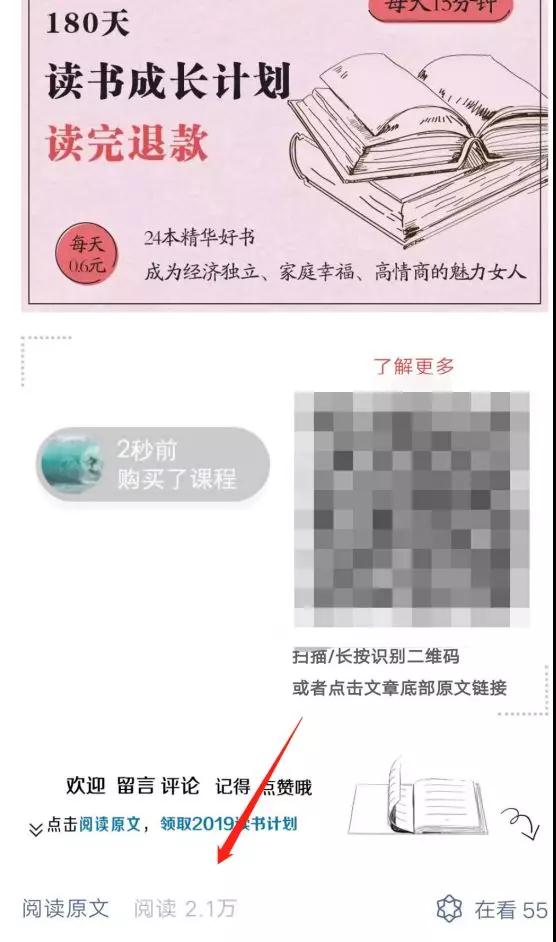 每天15分钟
180天
读书成长计划
读完退款
每天
0.6元
24本精华好书
成为经济独立、家庭幸福、高情商的魅力女人
了解更多
2秒前
购买了课程
扫描/长按识别二维码
或者点击文章底部原文链接
欢迎 留言 评论 记得 点赞哦
点击阅读原文，领取2019读书计划
阅读原文 阅读 2.1万 在看 55